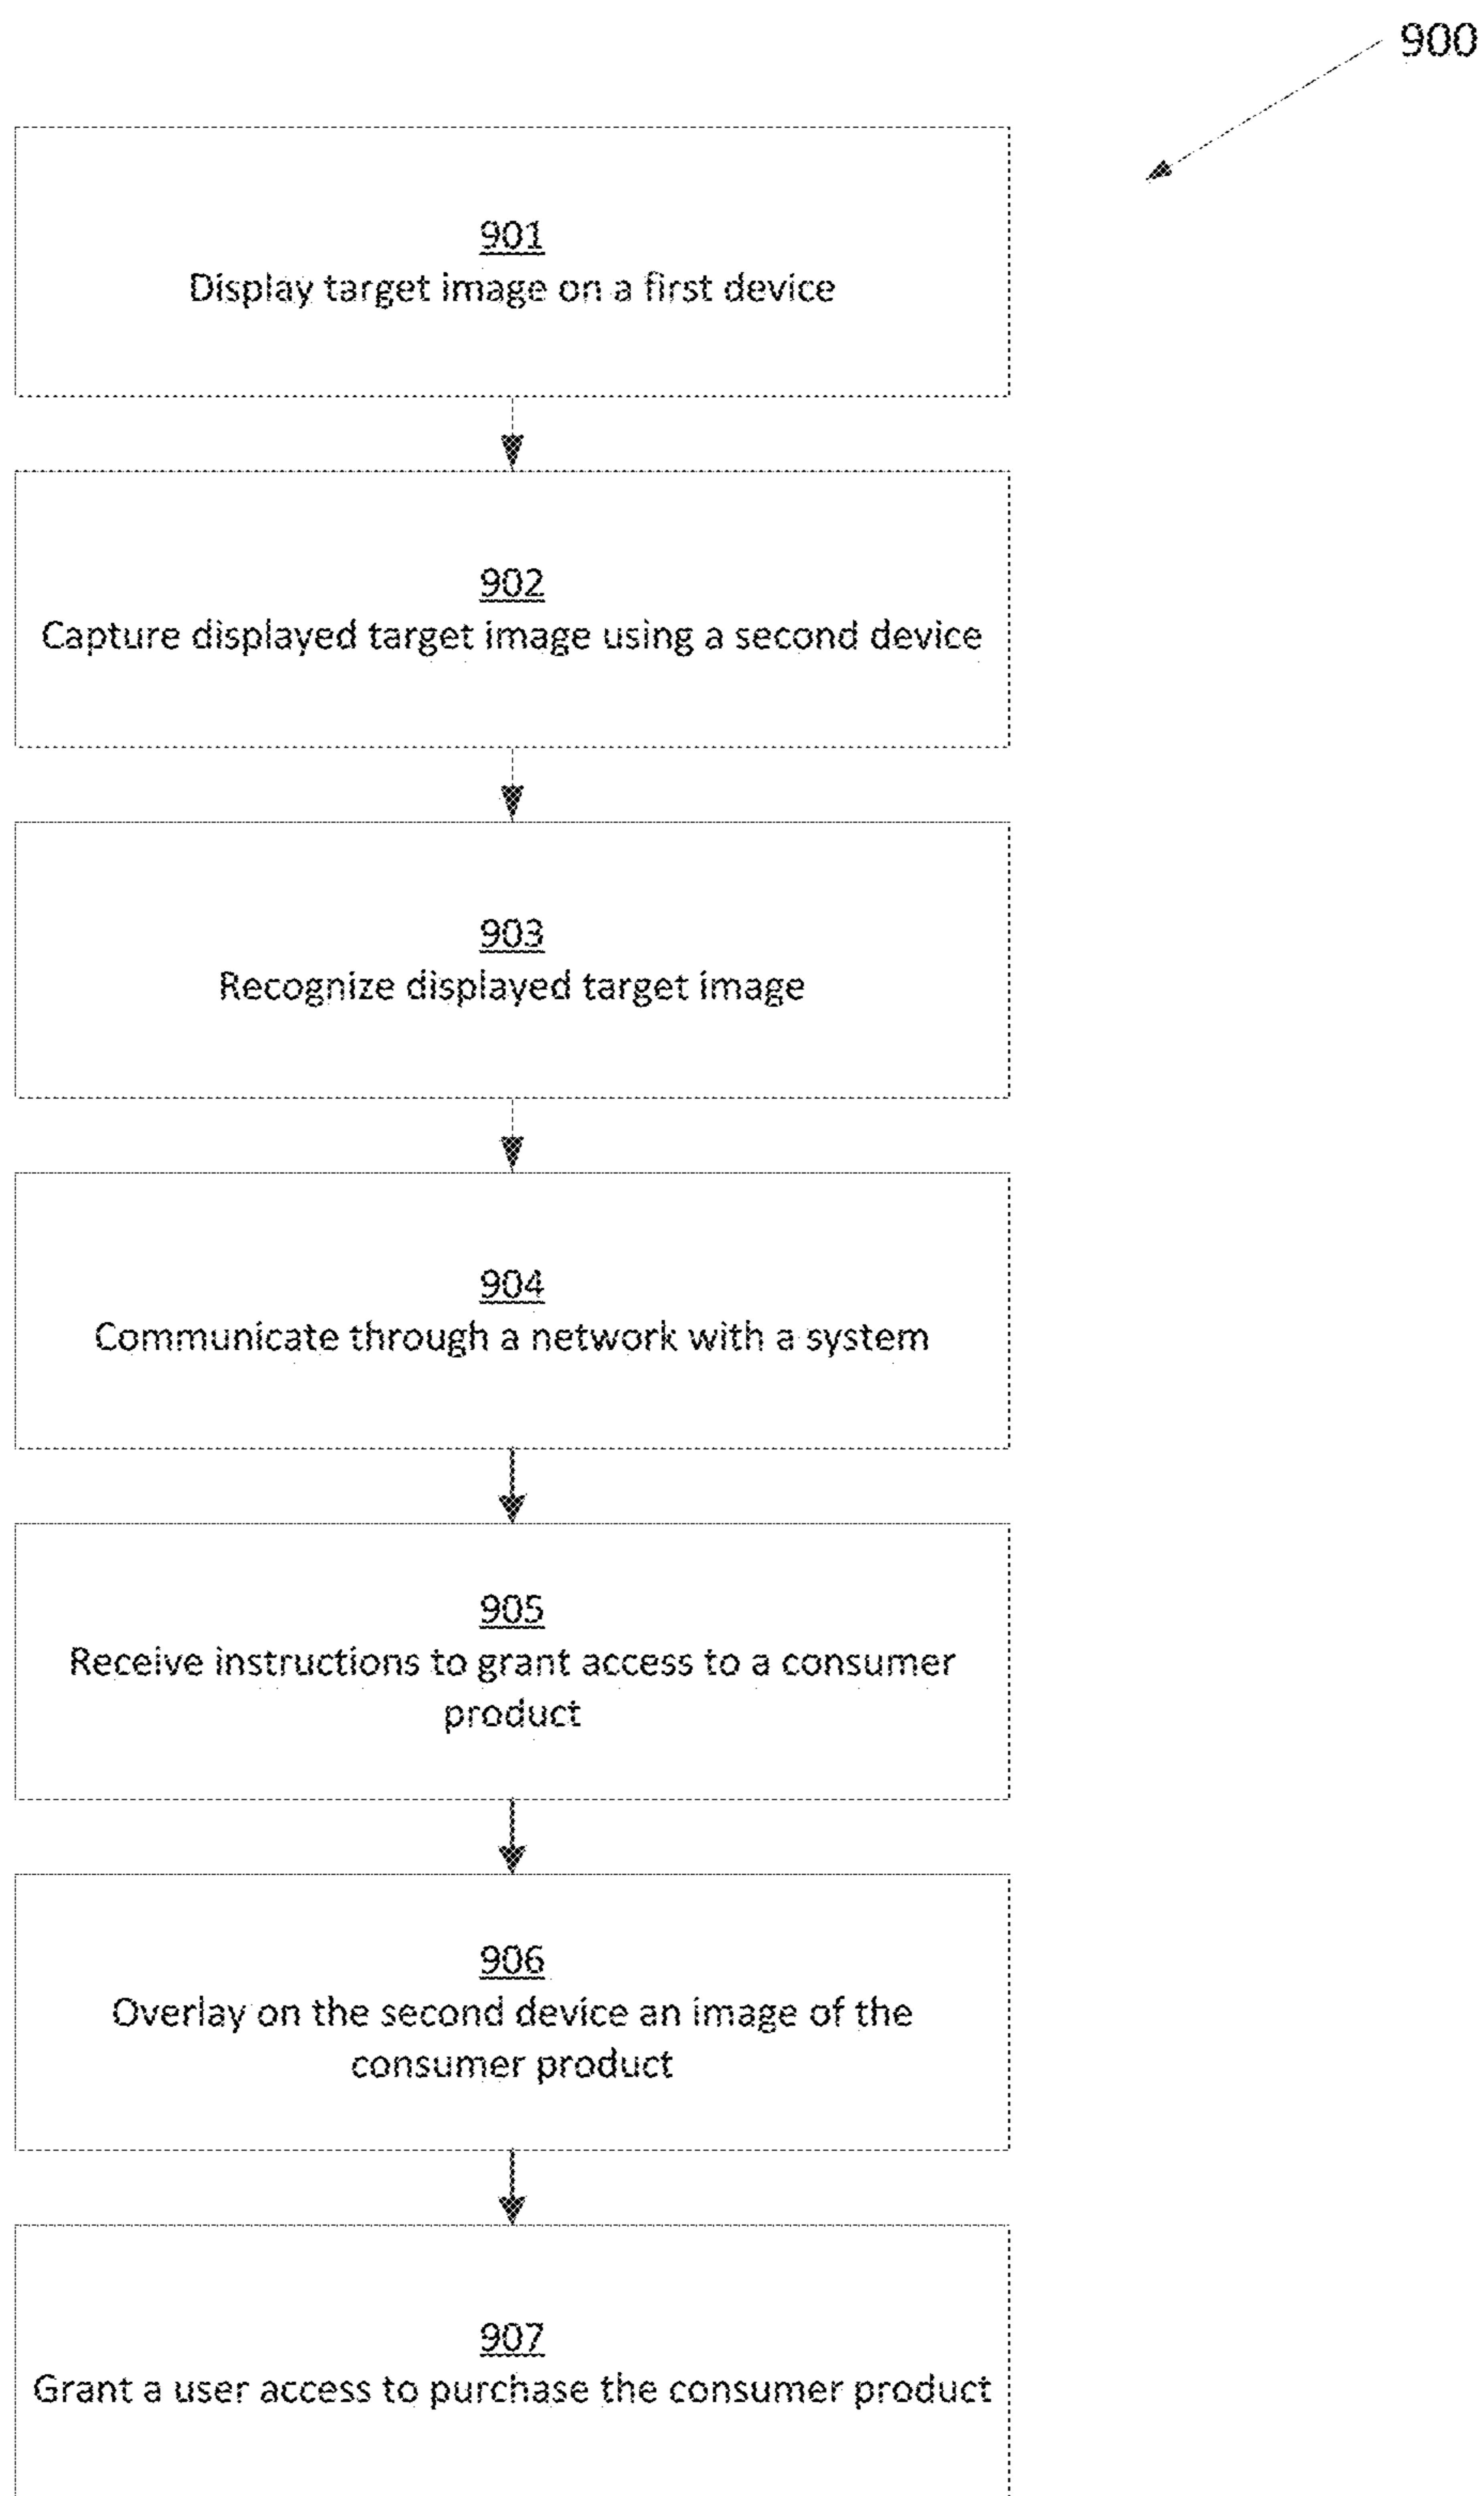 900
901
Display target image on a first device
902
Capture displayed target image using a second device
903
Recognize displayed target image
904
Communicate through a network with a system
905
Receive instructions to grant access to a consumer
product
906
Overlay on the second device an image of the
consumer product
907
Grant a user access to purchase the consumer product